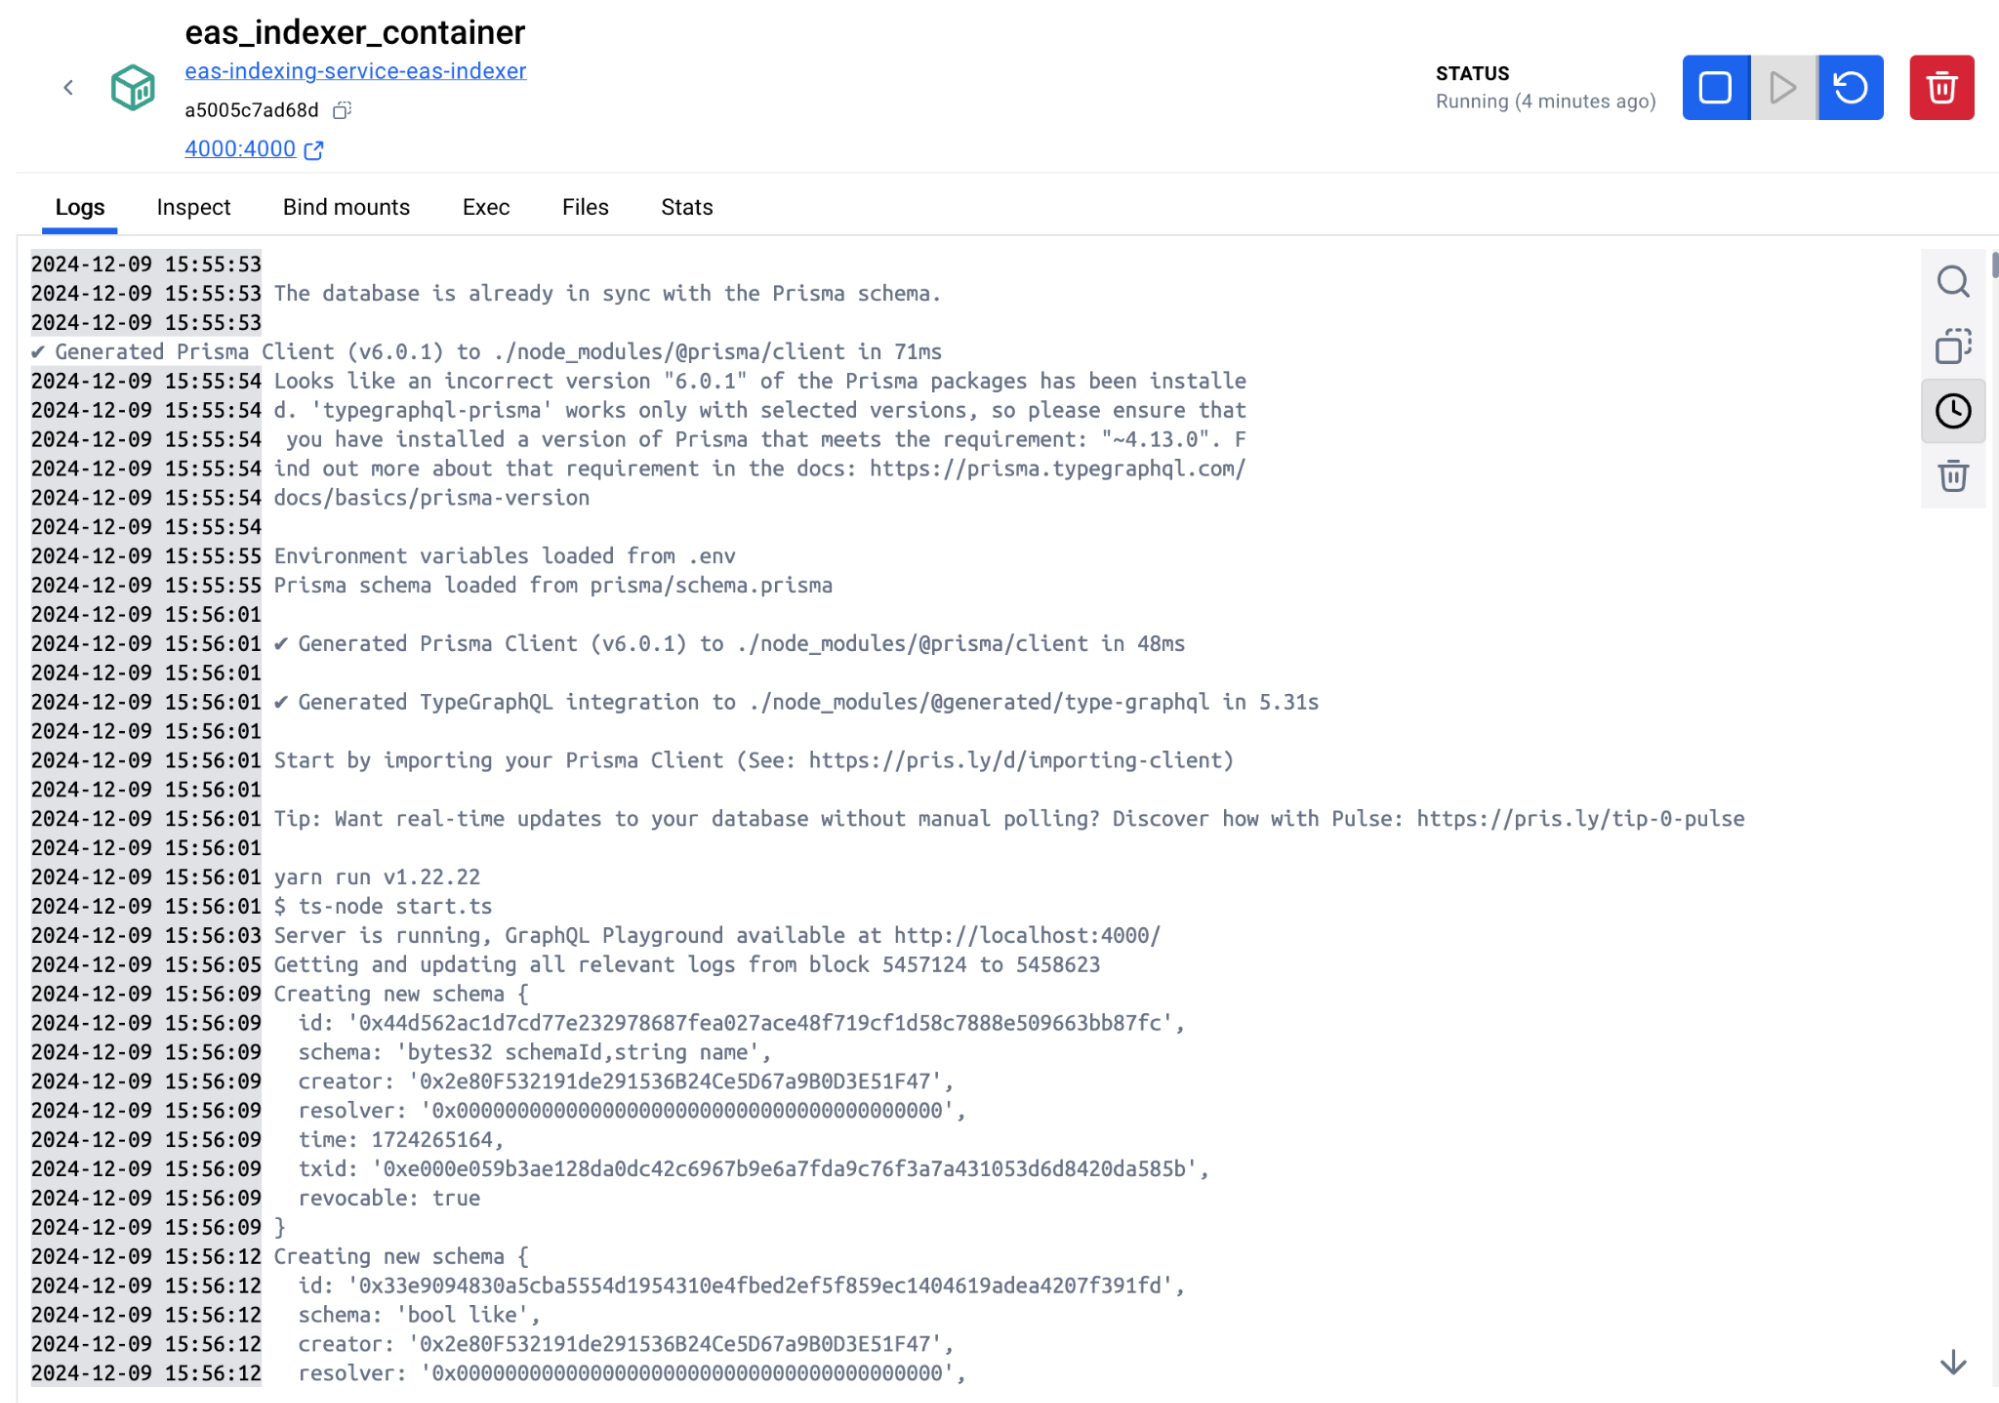 eas_indexer_container
eas-indexing-service-eas-indexer
a5005c7ad68d
4000:4000
STATUS
Running (4 minutes ago)
Logs Inspect Bind mounts Exec Files Stats
2024-12-09 15:55:53
2024-12-09 15:55:53 The database is already in sync with the Prisma schema.
2024-12-09 15:55:53
✔ Generated Prisma Client (v6.0.1) to ./node_modules/@prisma/client in 71ms
2024-12-09 15:55:54 Looks like an incorrect version "6.0.1" of the Prisma packages has been installe
2024-12-09 15:55:54 d. 'typegraphql-prisma' works only with selected versions, so please ensure that
2024-12-09 15:55:54  you have installed a version of Prisma that meets the requirement: "~4.13.0". F
2024-12-09 15:55:54 ind out more about that requirement in the docs: https://prisma.typegraphql.com/
2024-12-09 15:55:54 docs/basics/prisma-version
2024-12-09 15:55:54
2024-12-09 15:55:55 Environment variables loaded from .env
2024-12-09 15:55:55 Prisma schema loaded from prisma/schema.prisma
2024-12-09 15:56:01
2024-12-09 15:56:01 ✔ Generated Prisma Client (v6.0.1) to ./node_modules/@prisma/client in 48ms
2024-12-09 15:56:01
2024-12-09 15:56:01 ✔ Generated TypeGraphQL integration to ./node_modules/@generated/type-graphql in 5.31s
2024-12-09 15:56:01
2024-12-09 15:56:01 Start by importing your Prisma Client (See: https://pris.ly/d/importing-client)
2024-12-09 15:56:01
2024-12-09 15:56:01 Tip: Want real-time updates to your database without manual polling? Discover how with Pulse: https://pris.ly/tip-0-pulse
2024-12-09 15:56:01
2024-12-09 15:56:01 yarn run v1.22.22
2024-12-09 15:56:01 $ ts-node start.ts
2024-12-09 15:56:03 Server is running, GraphQL Playground available at http://localhost:4000/
2024-12-09 15:56:05 Getting and updating all relevant logs from block 5457124 to 5458623
2024-12-09 15:56:09 Creating new schema {
2024-12-09 15:56:09   id: '0x44d562ac1d7cd77e232978687fea027ace48f719cf1d58c7888e509663bb87fc',
2024-12-09 15:56:09   schema: 'bytes32 schemaId,string name',
2024-12-09 15:56:09   creator: '0x2e80F532191de291536B24Ce5D67a9B0D3E51F47',
2024-12-09 15:56:09   resolver: '0x0000000000000000000000000000000000000000',
2024-12-09 15:56:09   time: 1724265164,
2024-12-09 15:56:09   txid: '0xe000e059b3ae128da0dc42c6967b9e6a7fda9c76f3a7a431053d6d8420da585b',
2024-12-09 15:56:09   revocable: true
2024-12-09 15:56:09 }
2024-12-09 15:56:12 Creating new schema {
2024-12-09 15:56:12   id: '0x33e9094830a5cba5554d1954310e4fbed2ef5f859ec1404619adea4207f391fd',
2024-12-09 15:56:12   schema: 'bool like',
2024-12-09 15:56:12   creator: '0x2e80F532191de291536B24Ce5D67a9B0D3E51F47',
2024-12-09 15:56:12   resolver: '0x0000000000000000000000000000000000000000',